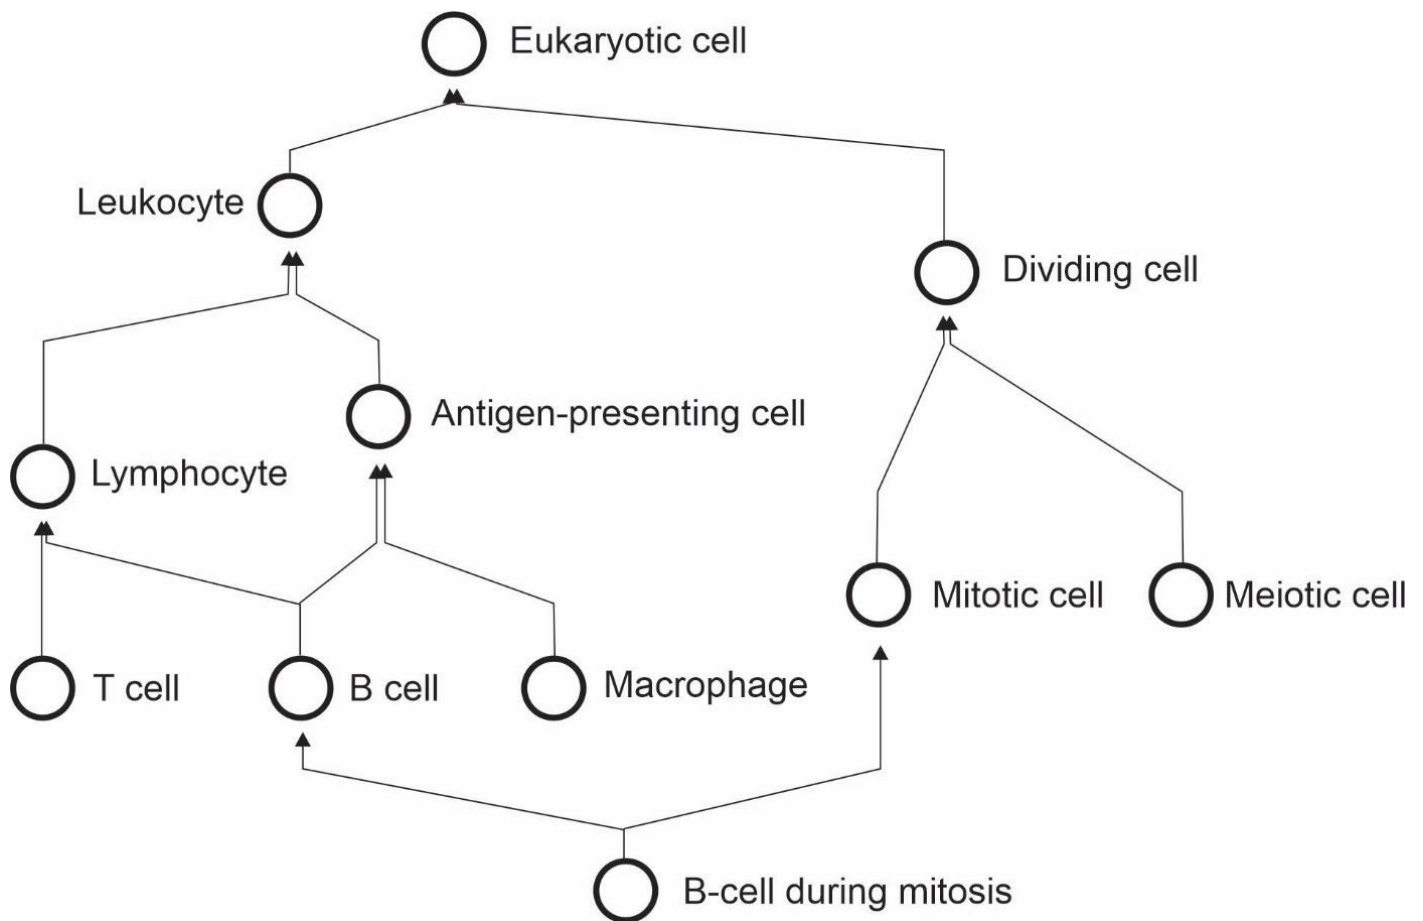 Eukaryotic cell
Leukocyte
Dividing cell
Antigen-presenting cell
Lymphocyte
Mitotic cell
Meiotic cell
T cell
B cell
Macrophage
B-cell during mitosis